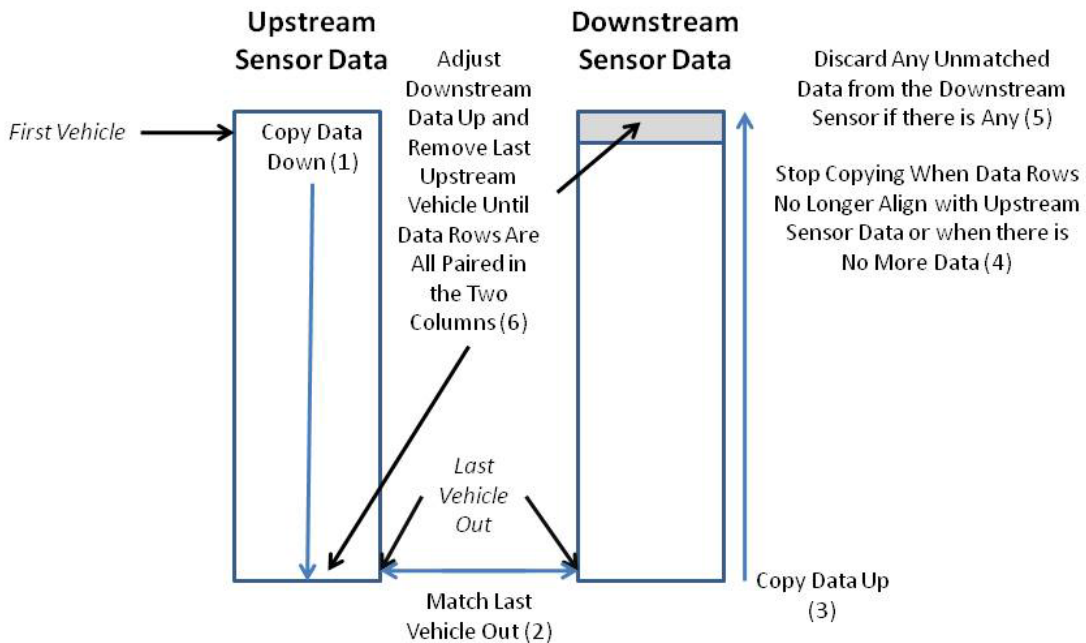 Upstream
Sensor Data
Downstream
Sensor Data
First Vehicle
Copy Data
Down (1)
Adjust
Downstream
Data Up and
Remove Last
Upstream
Vehicle Until
Data Rows Are
All Paired in
the Two
Columns (6)
Discard Any Unmatched
Data from the Downstream
Sensor if there is Any (5)
Stop Copying When Data Rows
No Longer Align with Upstream
Sensor Data or when there is
No More Data (4)
Last
Vehicle
Out
Match Last
Vehicle Out (2)
Copy Data Up
(3)